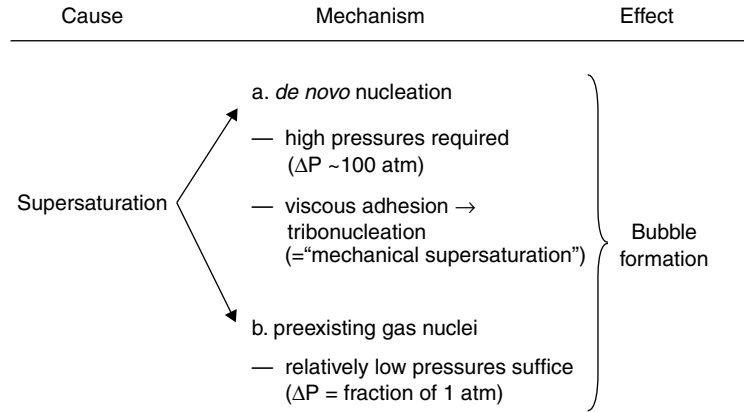 Cause Mechanism Effect
a. de novo nucleation
— high pressures required
(ΔP ~100 atm)
Supersaturation
— viscous adhesion →
tribonucleation
(=“mechanical supersaturation”)
Bubble
formation
b. preexisting gas nuclei
— relatively low pressures suffice
(ΔP = fraction of 1 atm)